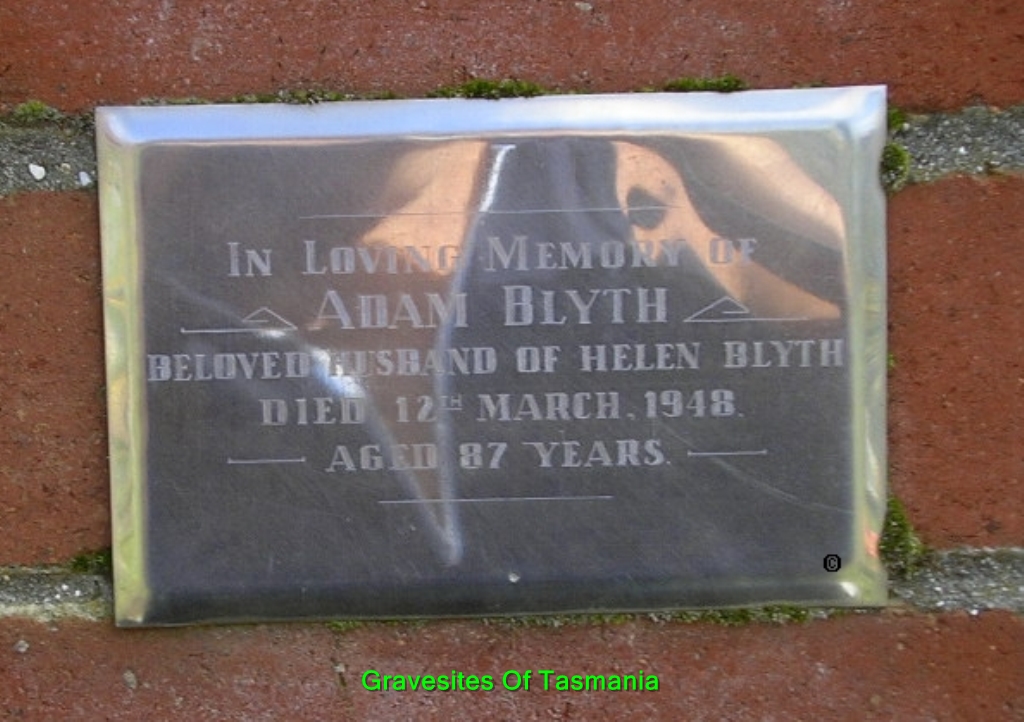 In Loving Memory of
Adam Blyth
BELOVED HUSBAND OF HELEN BLYTH
DIED 12TH MARCH, 1948.
AGED 87 YEARS.
©
Gravesites Of Tasmania